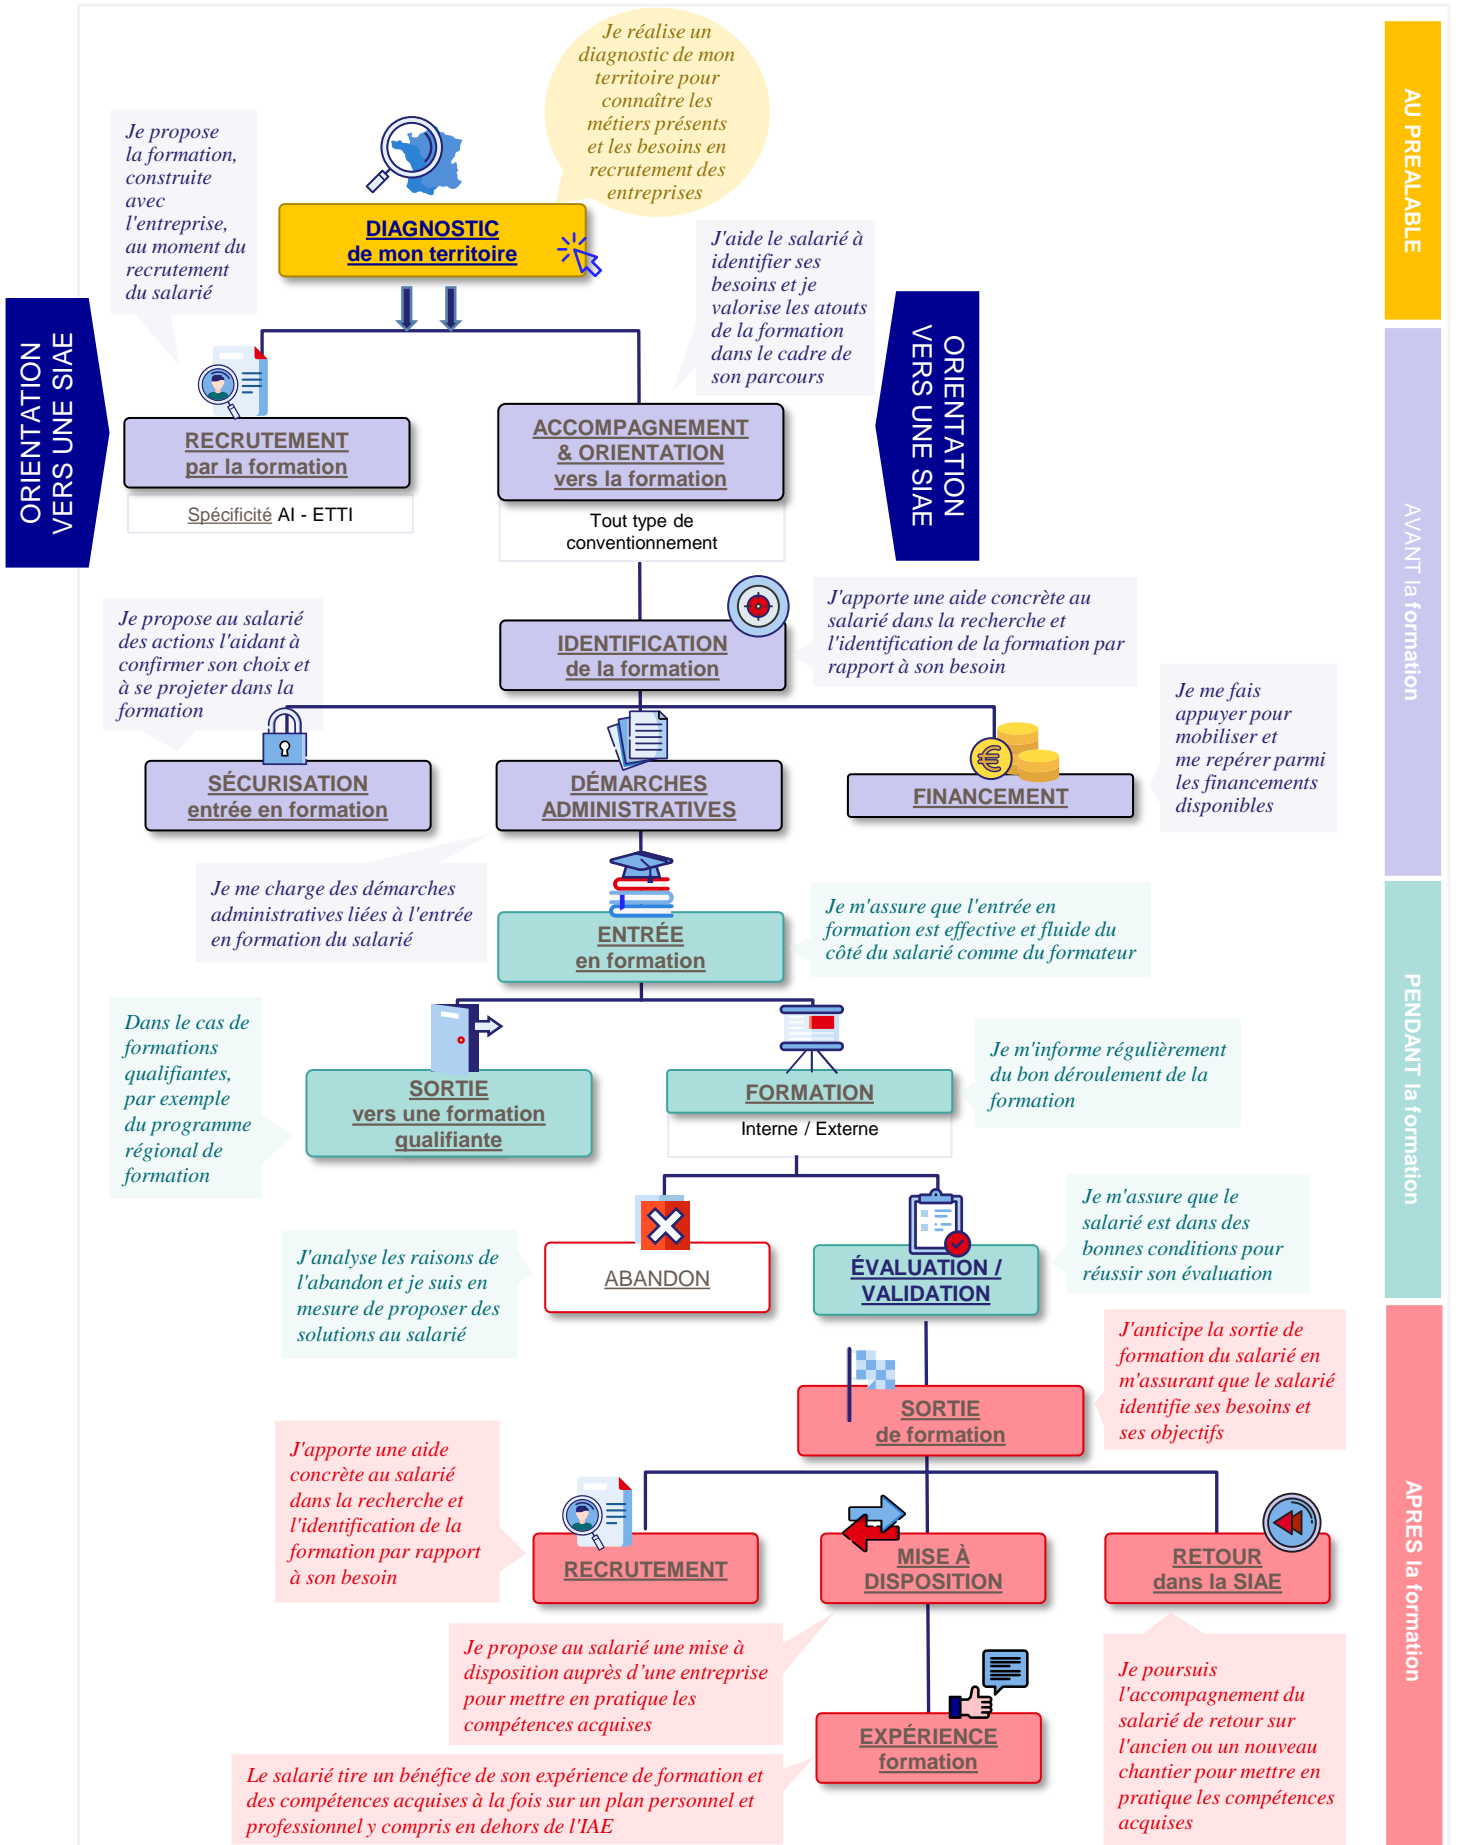 Je réalise un
diagnostic de mon
territoire pour
connaître les
métiers présents
et les besoins en
recrutement des
entreprises
AU PREALABLE
Je propose
la formation,
construite
avec
l'entreprise,
au moment du
recrutement
du salarié
DIAGNOSTIC
de mon territoire
J'aide le salarié à
identifier ses
besoins et je
valorise les atouts
de la formation
dans le cadre de
son parcours
ORIENTATION
VERS UNE SIAE
ORIENTATION
VERS UNE SIAE
RECRUTEMENT
par la formation
Spécificité AI - ETTI
ACCOMPAGNEMENT
& ORIENTATION
vers la formation
Tout type de
conventionnement
AVANT la formation
Je propose au salarié
des actions l'aidant à
confirmer son choix et
à se projeter dans la
formation
IDENTIFICATION
de la formation
J'apporte une aide concrète au
salarié dans la recherche et
l'identification de la formation par
rapport à son besoin
Je me fais
appuyer pour
mobiliser et
me repérer parmi
les financements
disponibles
SÉCURISATION
entrée en formation
DÉMARCHES
ADMINISTRATIVES
FINANCEMENT
Je me charge des démarches
administratives liées à l'entrée
en formation du salarié
ENTRÉE
en formation
Je m'assure que l'entrée en
formation est effective et fluide du
côté du salarié comme du formateur
PENDANT la formation
Dans le cas de
formations
qualifiantes,
par exemple
du programme
régional de
formation
SORTIE
vers une formation
qualifiante
FORMATION
Interne / Externe
Je m'informe régulièrement
du bon déroulement de la
formation
J'analyse les raisons de
l'abandon et je suis en
mesure de proposer des
solutions au salarié
ABANDON
ÉVALUATION /
VALIDATION
Je m'assure que le
salarié est dans des
bonnes conditions pour
réussir son évaluation
J'anticipe la sortie de
formation du salarié en
m'assurant que le salarié
identifie ses besoins et
ses objectifs
SORTIE
de formation
APRES la formation
J'apporte une aide
concrète au salarié
dans la recherche et
l'identification de la
formation par rapport
à son besoin
RECRUTEMENT
MISE À
DISPOSITION
RETOUR
dans la SIAE
Je propose au salarié une mise à
disposition auprès d’une entreprise
pour mettre en pratique les
compétences acquises
Je poursuis
l'accompagnement du
salarié de retour sur
l'ancien ou un nouveau
chantier pour mettre en
pratique les compétences
acquises
EXPÉRIENCE
formation
Le salarié tire un bénéfice de son expérience de formation et
des compétences acquises à la fois sur un plan personnel et
professionnel y compris en dehors de l'IAE